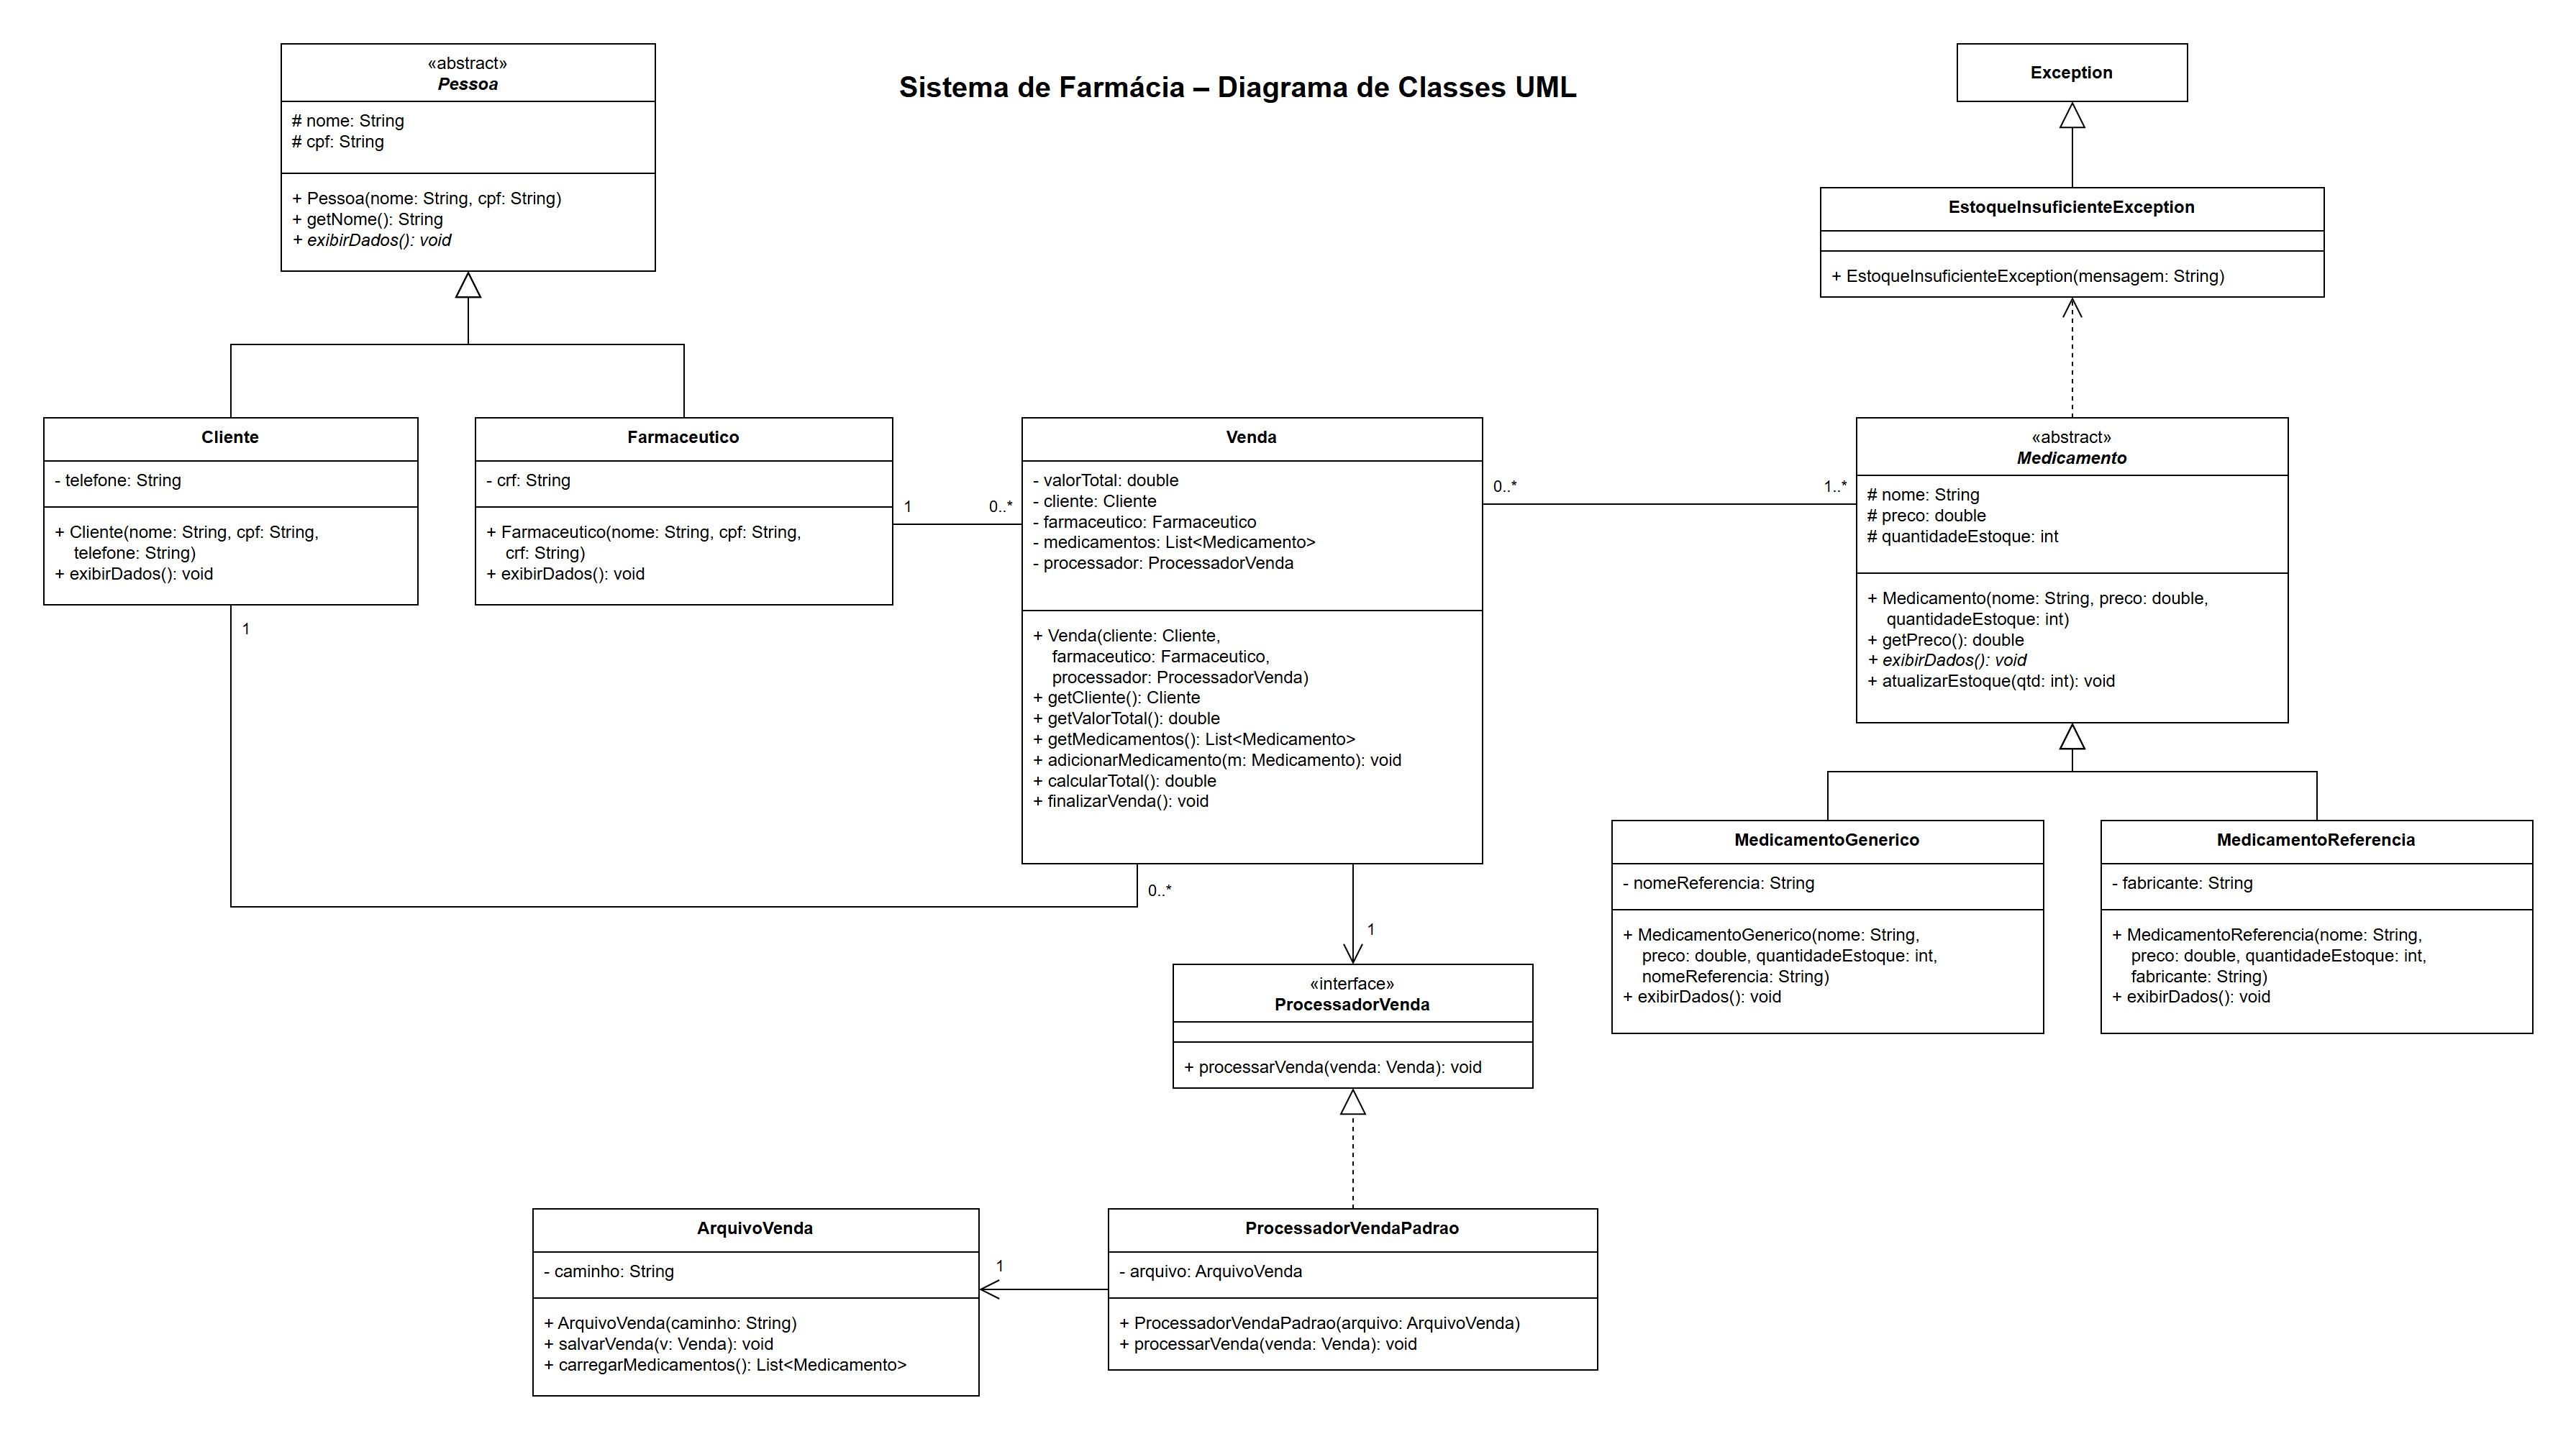 Sistema de Farmácia – Diagrama de Classes UML
«abstract»
Pessoa
# nome: String
# cpf: String
+ Pessoa(nome: String, cpf: String)
+ getNome(): String
+ exibirDados(): void
Exception
EstoqueInsuficienteException
+ EstoqueInsuficienteException(mensagem: String)
Cliente
- telefone: String
+ Cliente(nome: String, cpf: String,
telefone: String)
+ exibirDados(): void
1
Farmaceutico
- crf: String
+ Farmaceutico(nome: String, cpf: String,
crf: String)
+ exibirDados(): void
1
0..*
Venda
- valorTotal: double
- cliente: Cliente
- farmaceutico: Farmaceutico
- medicamentos: List<Medicamento>
- processador: ProcessadorVenda
+ Venda(cliente: Cliente,
farmaceutico: Farmaceutico,
processador: ProcessadorVenda)
+ getCliente(): Cliente
+ getValorTotal(): double
+ getMedicamentos(): List<Medicamento>
+ adicionarMedicamento(m: Medicamento): void
+ calcularTotal(): double
+ finalizarVenda(): void
0..*
1..*
«abstract»
Medicamento
# nome: String
# preco: double
# quantidadeEstoque: int
+ Medicamento(nome: String, preco: double,
quantidadeEstoque: int)
+ getPreco(): double
+ exibirDados(): void
+ atualizarEstoque(qtd: int): void
0..*
1
MedicamentoGenerico
- nomeReferencia: String
+ MedicamentoGenerico(nome: String,
preco: double, quantidadeEstoque: int,
nomeReferencia: String)
+ exibirDados(): void
MedicamentoReferencia
- fabricante: String
+ MedicamentoReferencia(nome: String,
preco: double, quantidadeEstoque: int,
fabricante: String)
+ exibirDados(): void
«interface»
ProcessadorVenda
+ processarVenda(venda: Venda): void
ArquivoVenda
- caminho: String
+ ArquivoVenda(caminho: String)
+ salvarVenda(v: Venda): void
+ carregarMedicamentos(): List<Medicamento>
1
ProcessadorVendaPadrao
- arquivo: ArquivoVenda
+ ProcessadorVendaPadrao(arquivo: ArquivoVenda)
+ processarVenda(venda: Venda): void